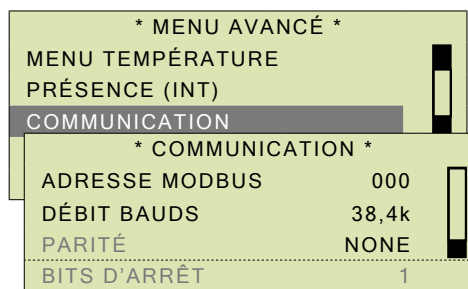 * MENU AVANCÉ *
MENU TEMPÉRATURE
PRÉSENCE (INT)
COMMUNICATION
* COMMUNICATION *
ADRESSE MODBUS 000
DÉBIT BAUDS 38,4k
PARITÉ NONE
BITS D'ARRÊT 1